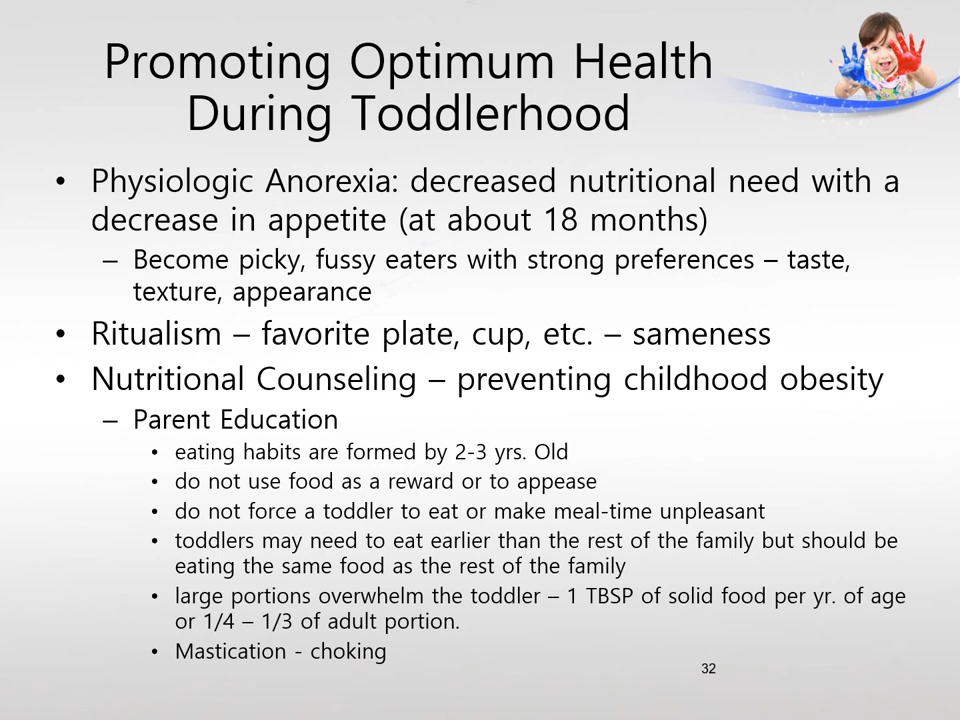 Promoting Optimum Health
During Toddlerhood
• Physiologic Anorexia: decreased nutritional need with a
decrease in appetite (at about 18 months)
– Become picky, fussy eaters with strong preferences – taste,
texture, appearance
• Ritualism – favorite plate, cup, etc. – sameness
• Nutritional Counseling – preventing childhood obesity
– Parent Education
• eating habits are formed by 2-3 yrs. Old
• do not use food as a reward or to appease
• do not force a toddler to eat or make meal-time unpleasant
• toddlers may need to eat earlier than the rest of the family but should be
eating the same food as the rest of the family
• large portions overwhelm the toddler – 1 TBSP of solid food per yr. of age
or 1/4 – 1/3 of adult portion.
• Mastication - choking
32